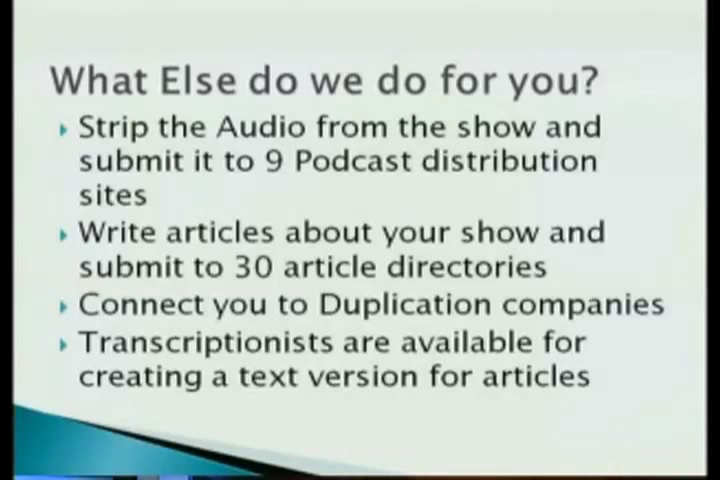 What Else do we do for you?
Strip the Audio from the show and
submit it to 9 Podcast distribution
sites
Write articles about your show and
submit to 30 article directories
Connect you to Duplication companies
Transcriptionists are available for
creating a text version for articles